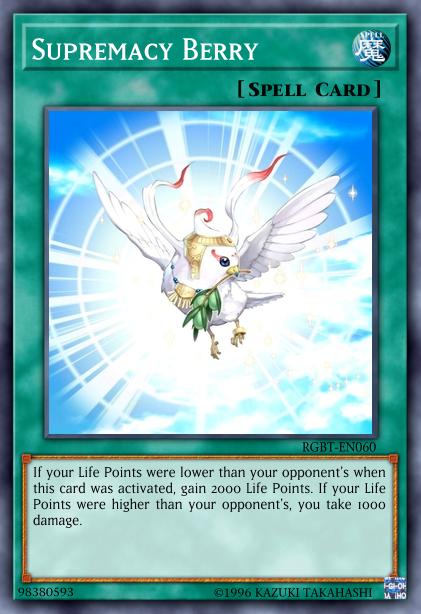 SUPREMACY BERRY
SPELL
魔
[SPELL CARD]
RGBT-EN060
If your Life Points were lower than your opponent's when
this card was activated, gain 2000 Life Points. If your Life
Points were higher than your opponent's, you take 1000
damage.
98380593
©1996 KAZUKI TAKAHASHI